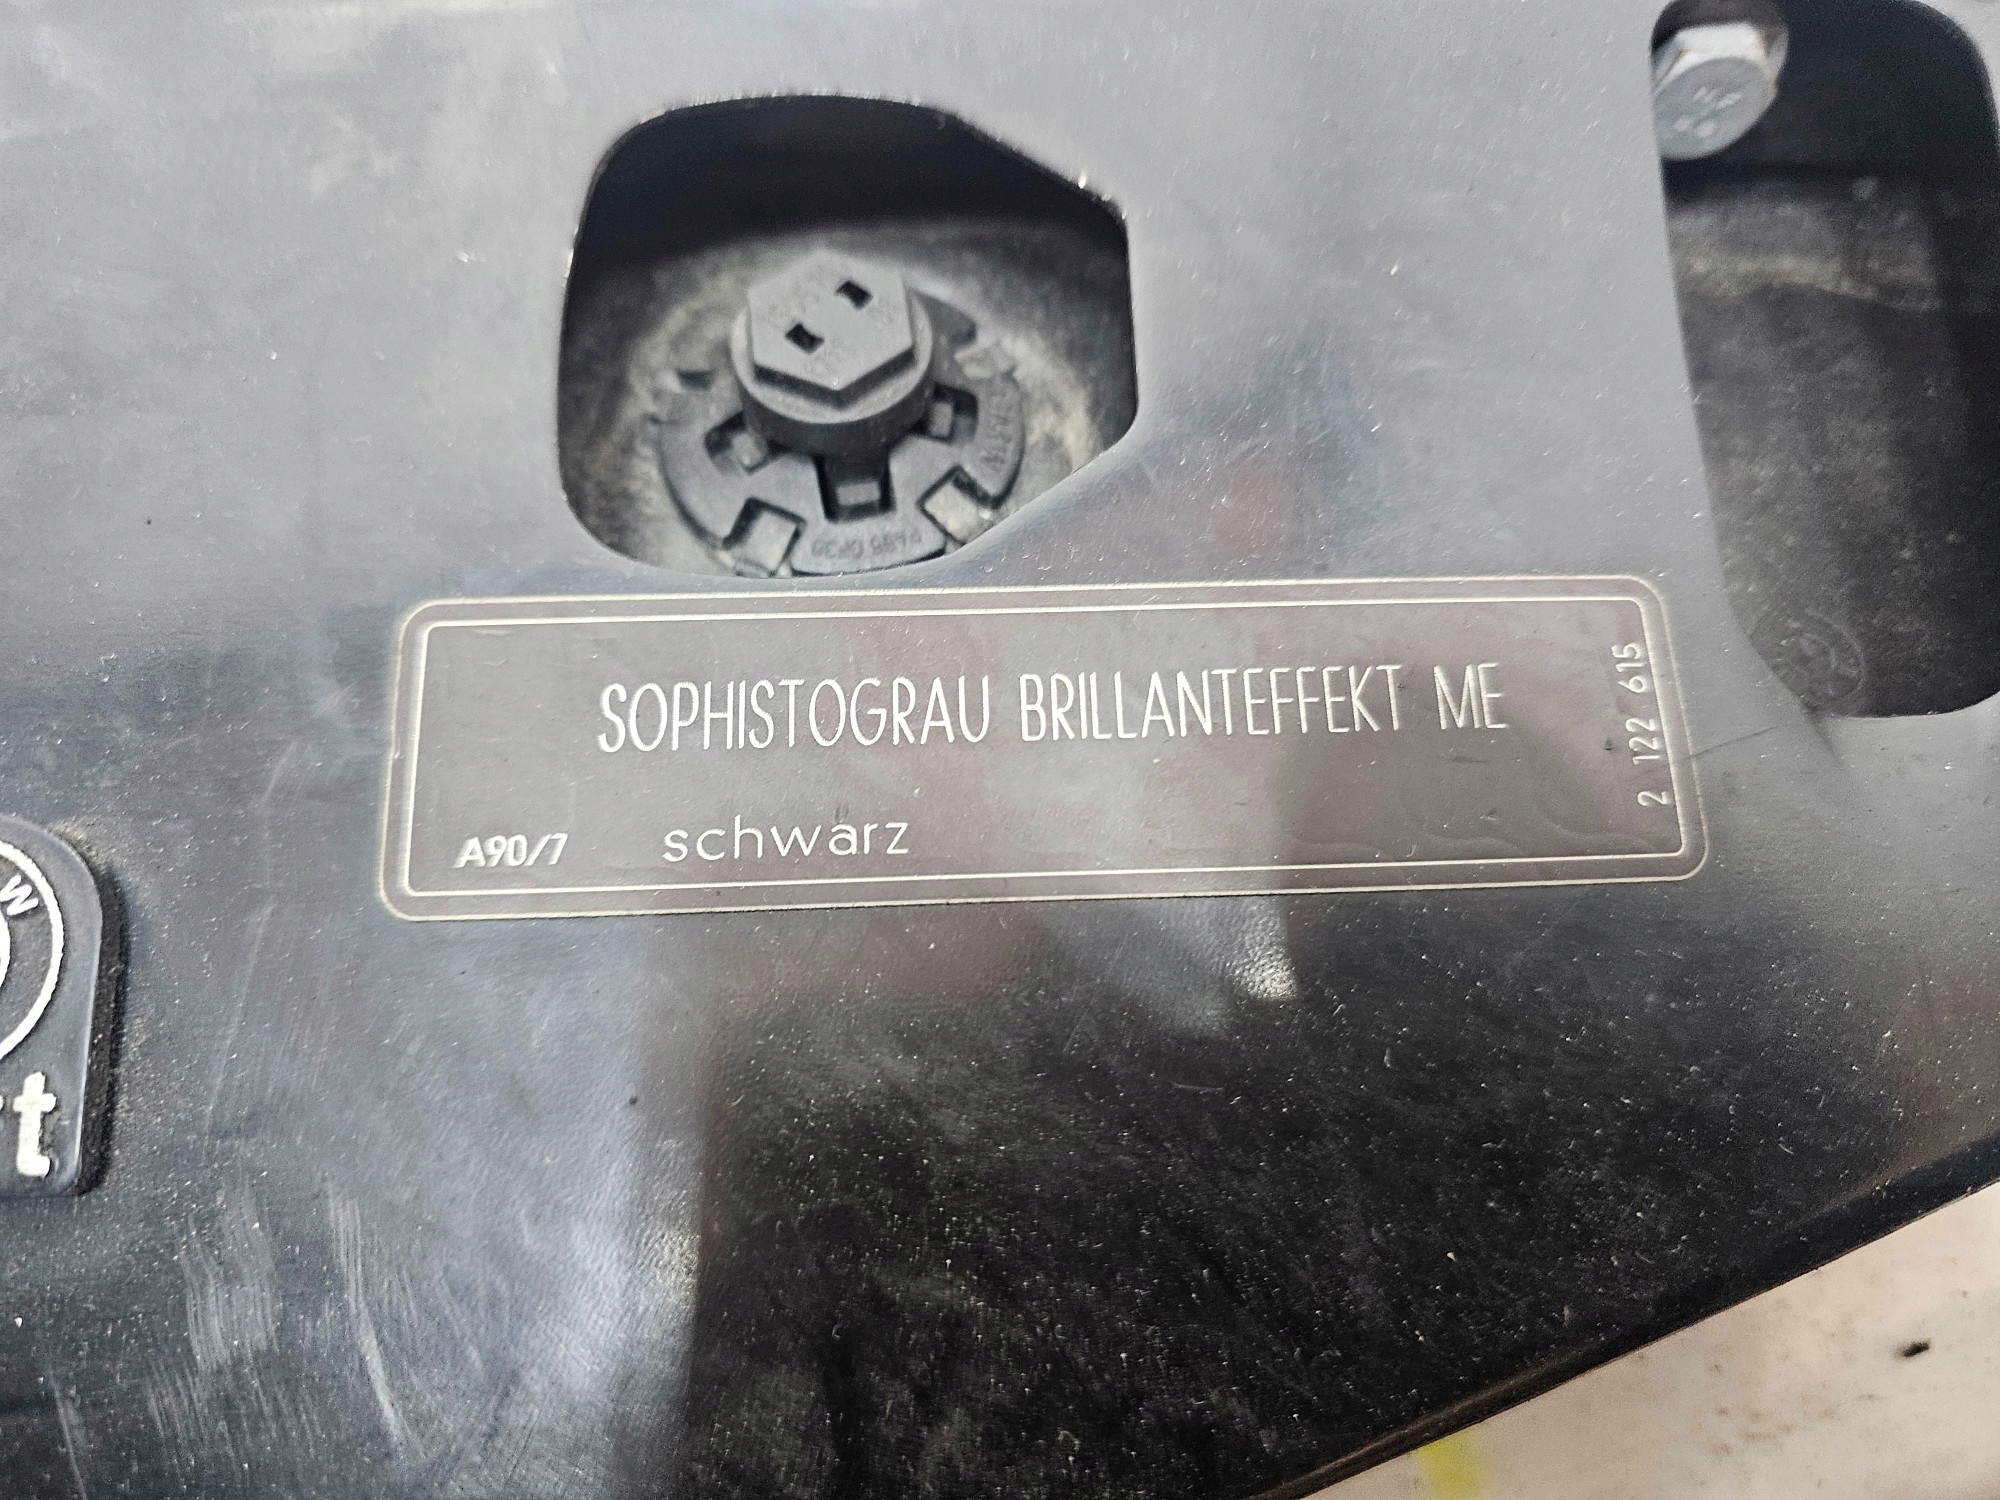 SOPHISTOGRAU BRILLANTEFFEKT ME
A90/7 schwarz
2 122 615
W
t